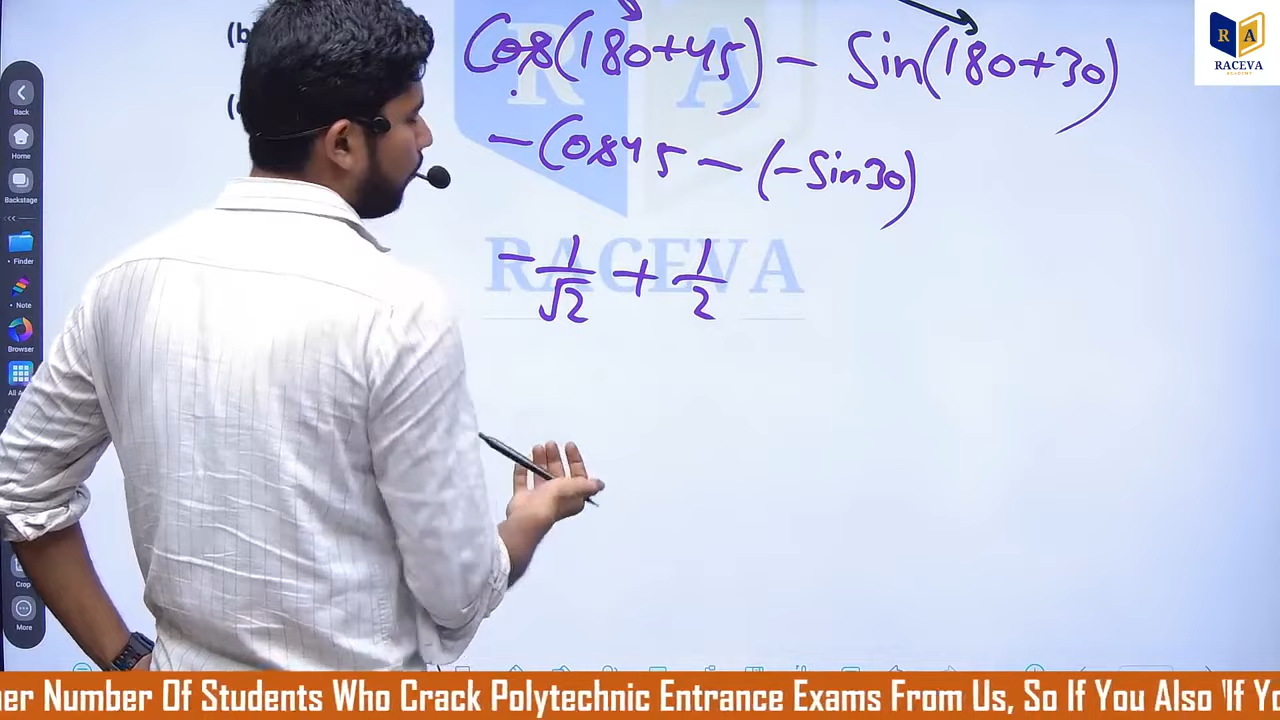 (b)
(
Cos(180+45) - Sin(180+30)
-Cos45 - (-Sin30)
-1/√2 + 1/2
R A
RACEVA
R A
RACEVA
ACADEMY
Back
Home
Backstage
Finder
Note
Browser
Crop
More
er Number Of Students Who Crack Polytechnic Entrance Exams From Us, So If You Also 'If Yo